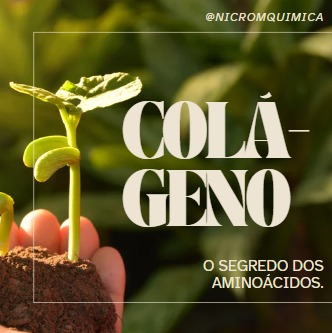 @NICROMQUIMICA
COLÁ–
GENO
O SEGREDO DOS
AMINOÁCIDOS.